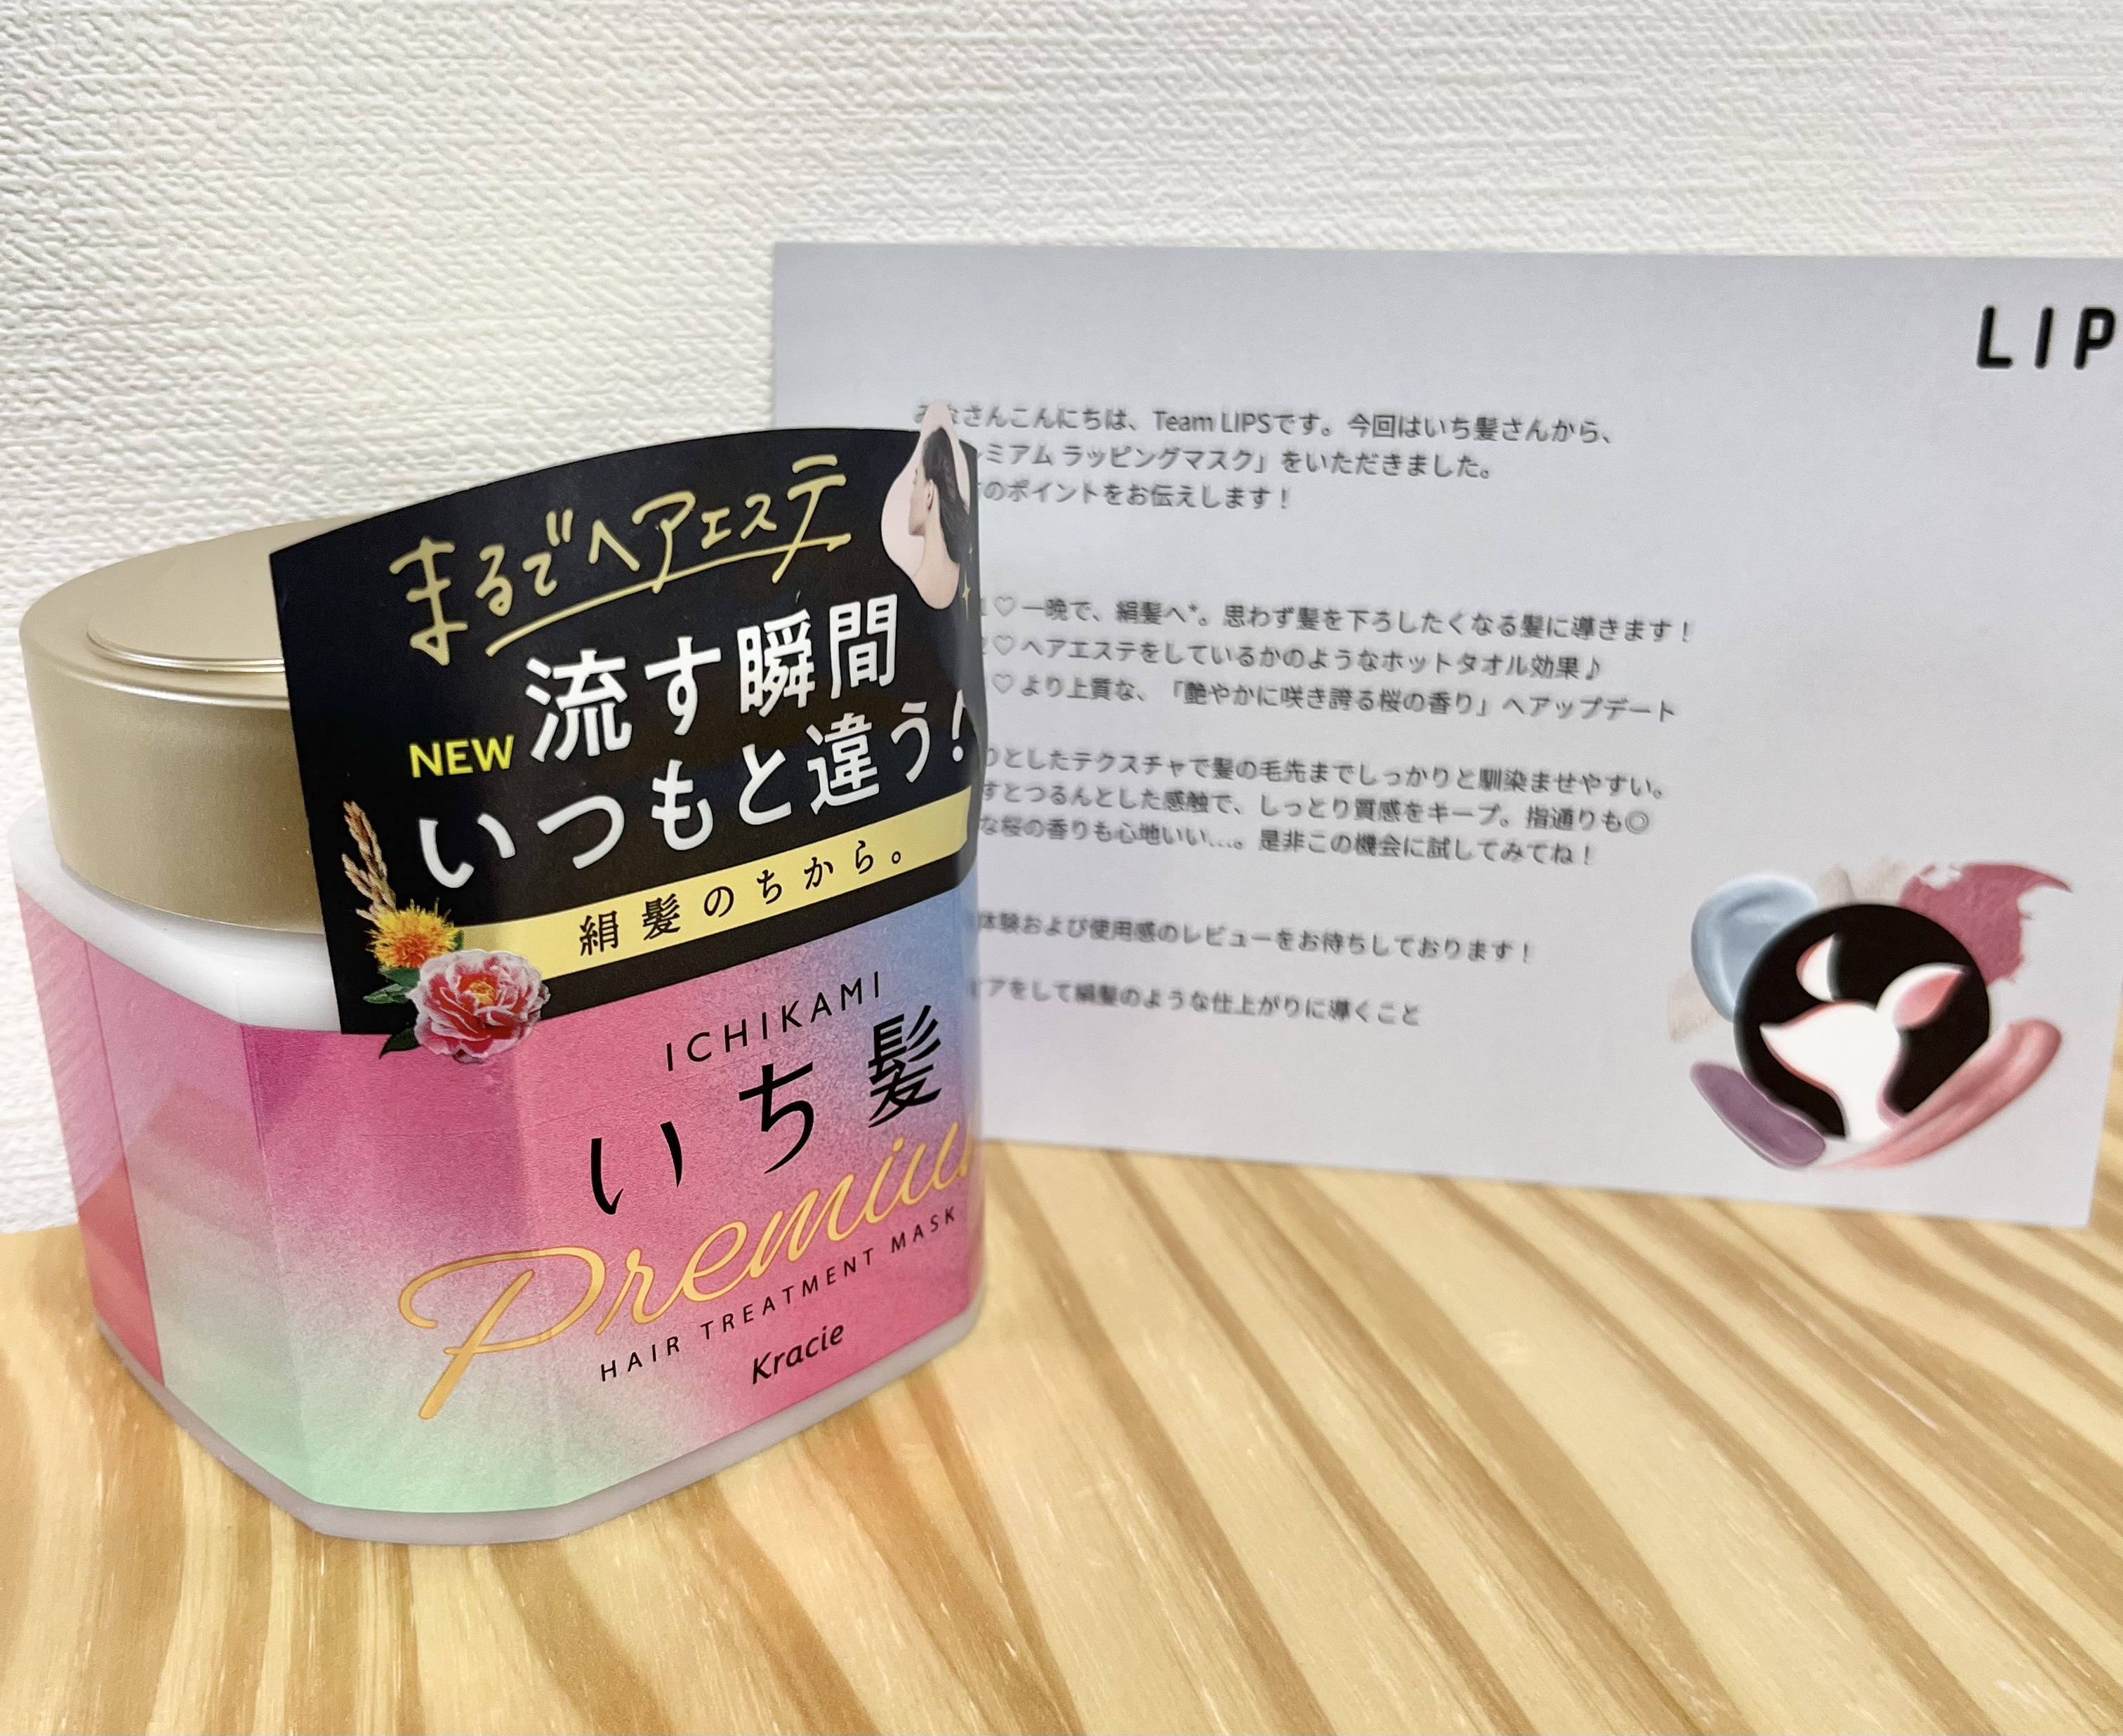 まるでヘアエステ
流す瞬間
NEW
いつもと違う!
絹髪のちから。
ICHIKAMI
いち髪
Premium
HAIR TREATMENT MASK
Kracie
LIP
さんこんにちは、Team LIPSです。今回はいち髪さんから、
ミアム ラッピングマスク」をいただきました。
のポイントをお伝えします！
♡一晩で、絹髪へ*。思わず髪を下ろしたくなる髪に導きます！
♡ヘアエステをしているかのようなホットタオル効果♪
♡より上質な、「艶やかに咲き誇る桜の香り」へアップデート
としたテクスチャで髪の毛先までしっかりと馴染ませやすい。
すとつるんとした感触で、しっとり質感をキープ。指通りも◎
な桜の香りも心地いい…。是非この機会に試してみてね！
体験および使用感のレビューをお待ちしております！
アをして絹髪のような仕上がりに導くこと